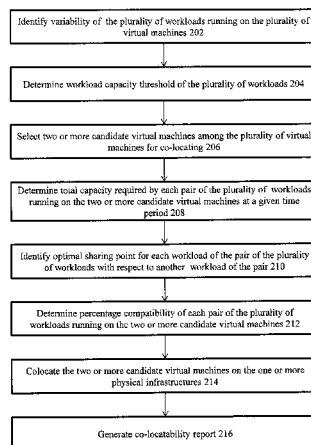 Identify variability of the plurality of workloads running on the plurality of
virtual machines 202
Determine workload capacity threshold of the plurality of workloads 204
Select two or more candidate virtual machines among the plurality of virtual
machines for co-locating 206
Determine total capacity required by each pair of the plurality of workloads
running on the two or more candidate virtual machines at a given time
period 208
Identify optimal sharing point for each workload of the pair of the plurality
of workloads with respect to another workload of the pair 210
Determine percentage compatibility of each pair of the plurality of
workloads running on the two or more candidate virtual machines 212
Colocate the two or more candidate virtual machines on the one or more
physical infrastructures 214
Generate co-locatability report 216